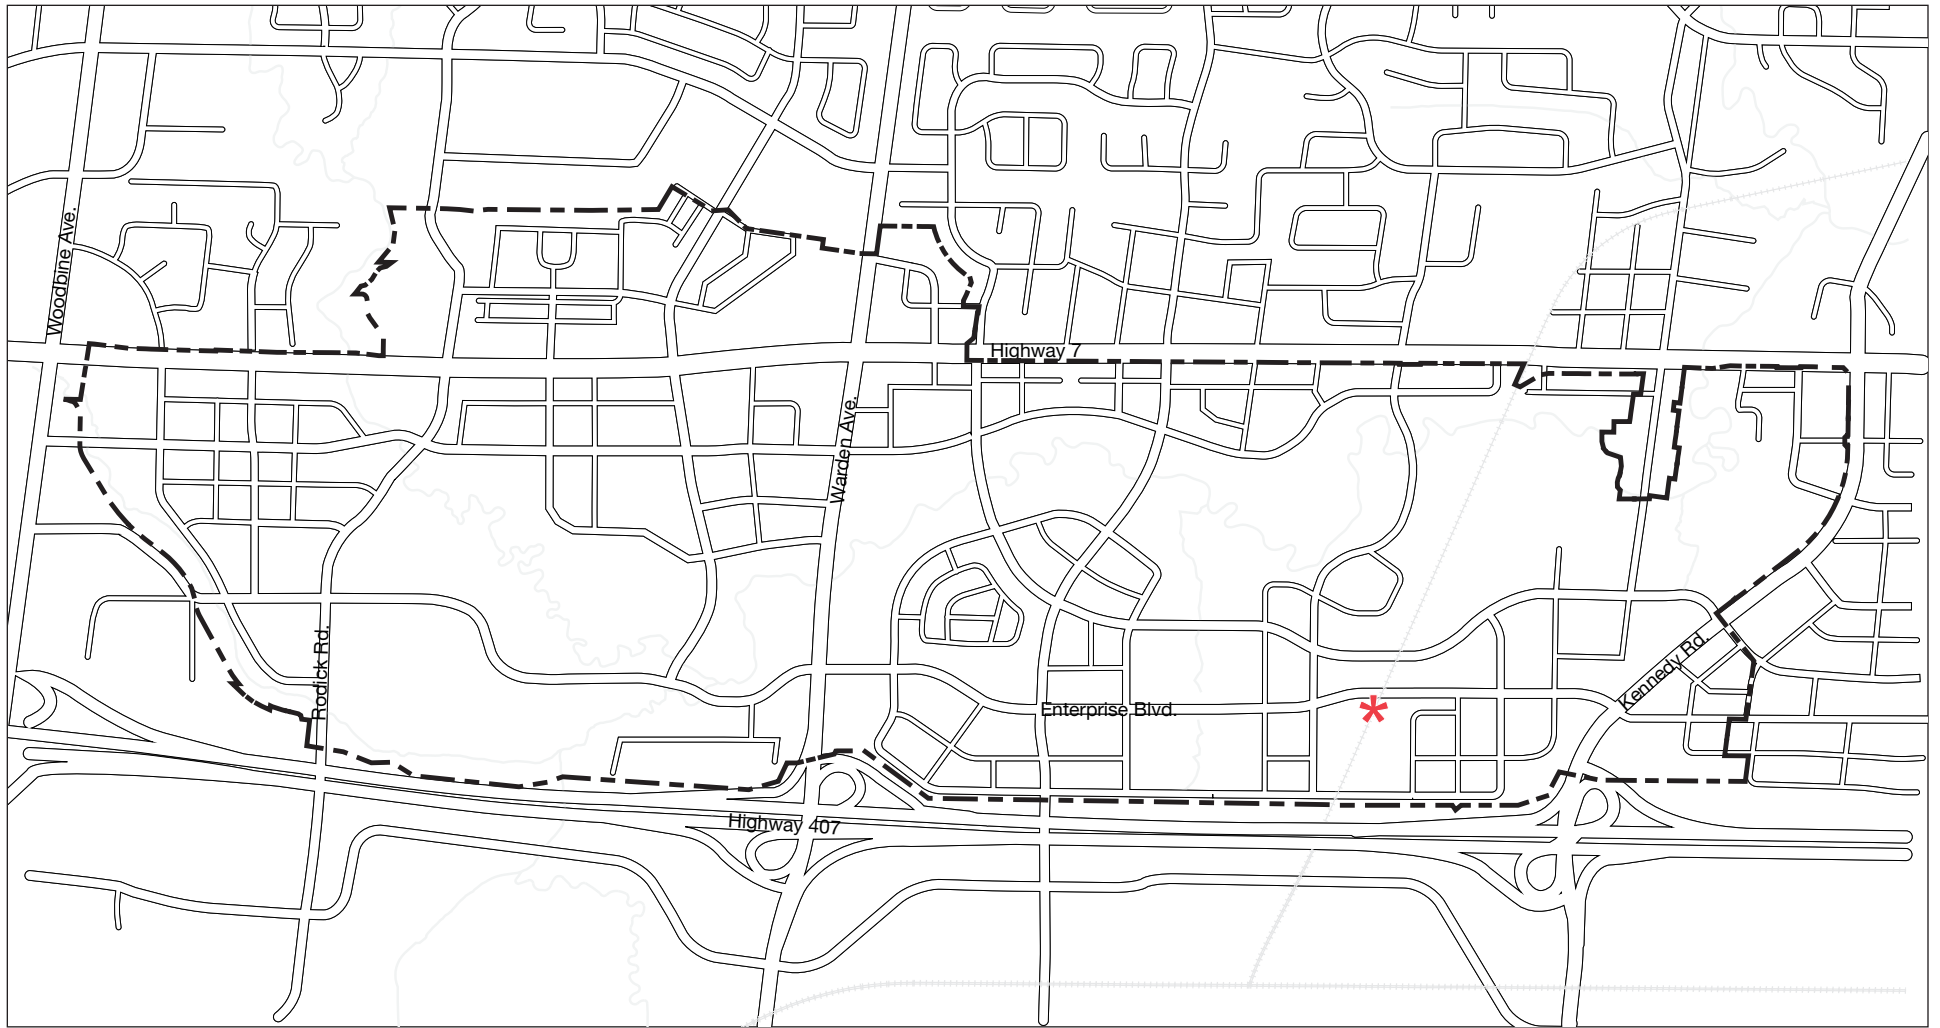 Woodbine Ave.
Highway 7
Warden Ave.
Rodick Rd.
Kennedy Rd.
Enterprise Blvd.
*
Highway 407